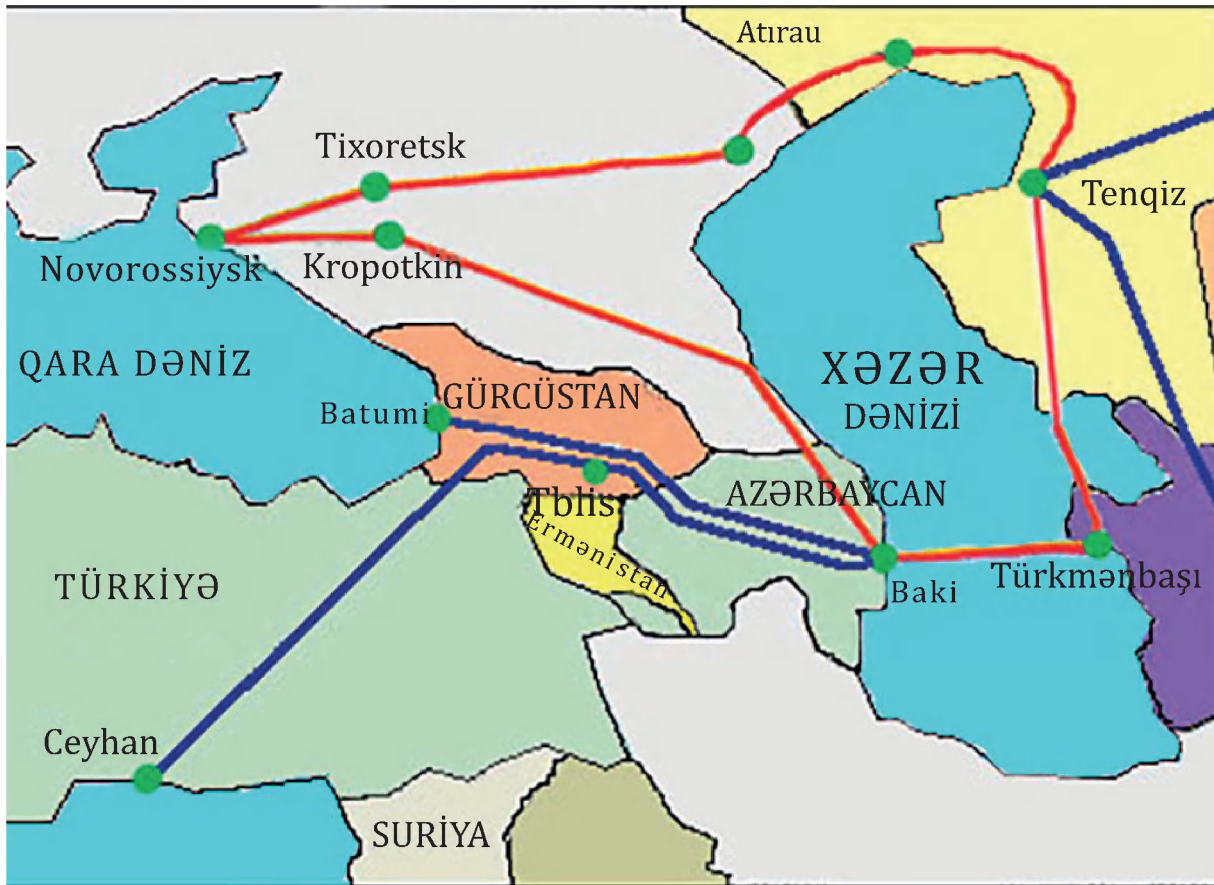 Atırau
Tixoretsk
Tenqiz
Novorossiysk
Kropotkin
QARA DƏNİZ
XƏZƏR
DƏNİZİ
GÜRCÜSTAN
Batumi
AZƏRBAYCAN
Tblis
Ermənistan
TÜRKİYƏ
Baki
Türkmənbaşı
Ceyhan
SURİYA